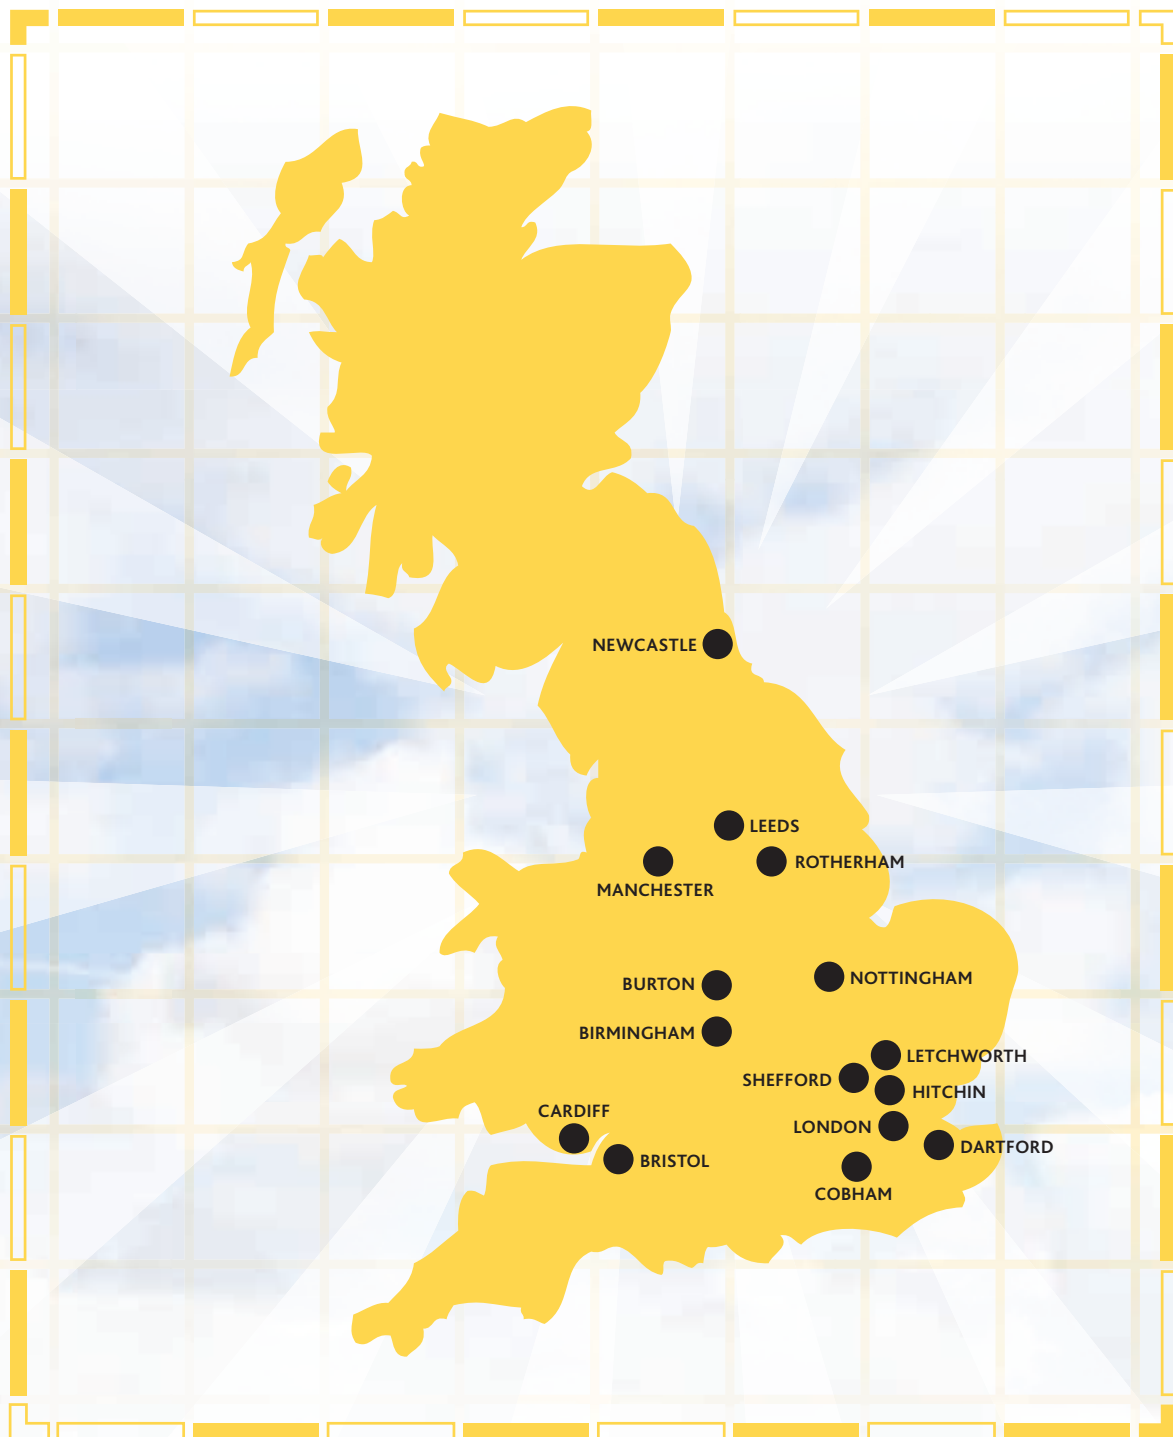 NEWCASTLE
LEEDS
ROTHERHAM
MANCHESTER
NOTTINGHAM
BURTON
BIRMINGHAM
LETCHWORTH
SHEFFORD
HITCHIN
CARDIFF
LONDON
DARTFORD
BRISTOL
COBHAM